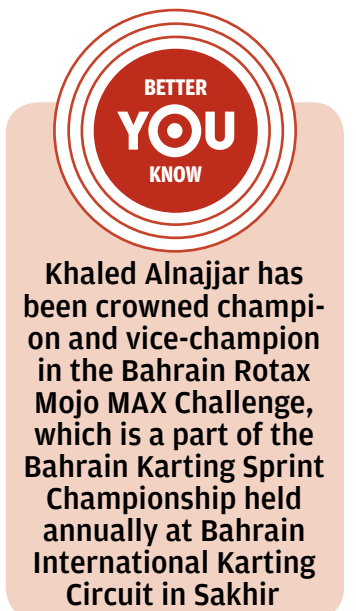 BETTER
YOU
KNOW
Khaled Alnajjar has
been crowned champi-
on and vice-champion
in the Bahrain Rotax
Mojo MAX Challenge,
which is a part of the
Bahrain Karting Sprint
Championship held
annually at Bahrain
International Karting
Circuit in Sakhir